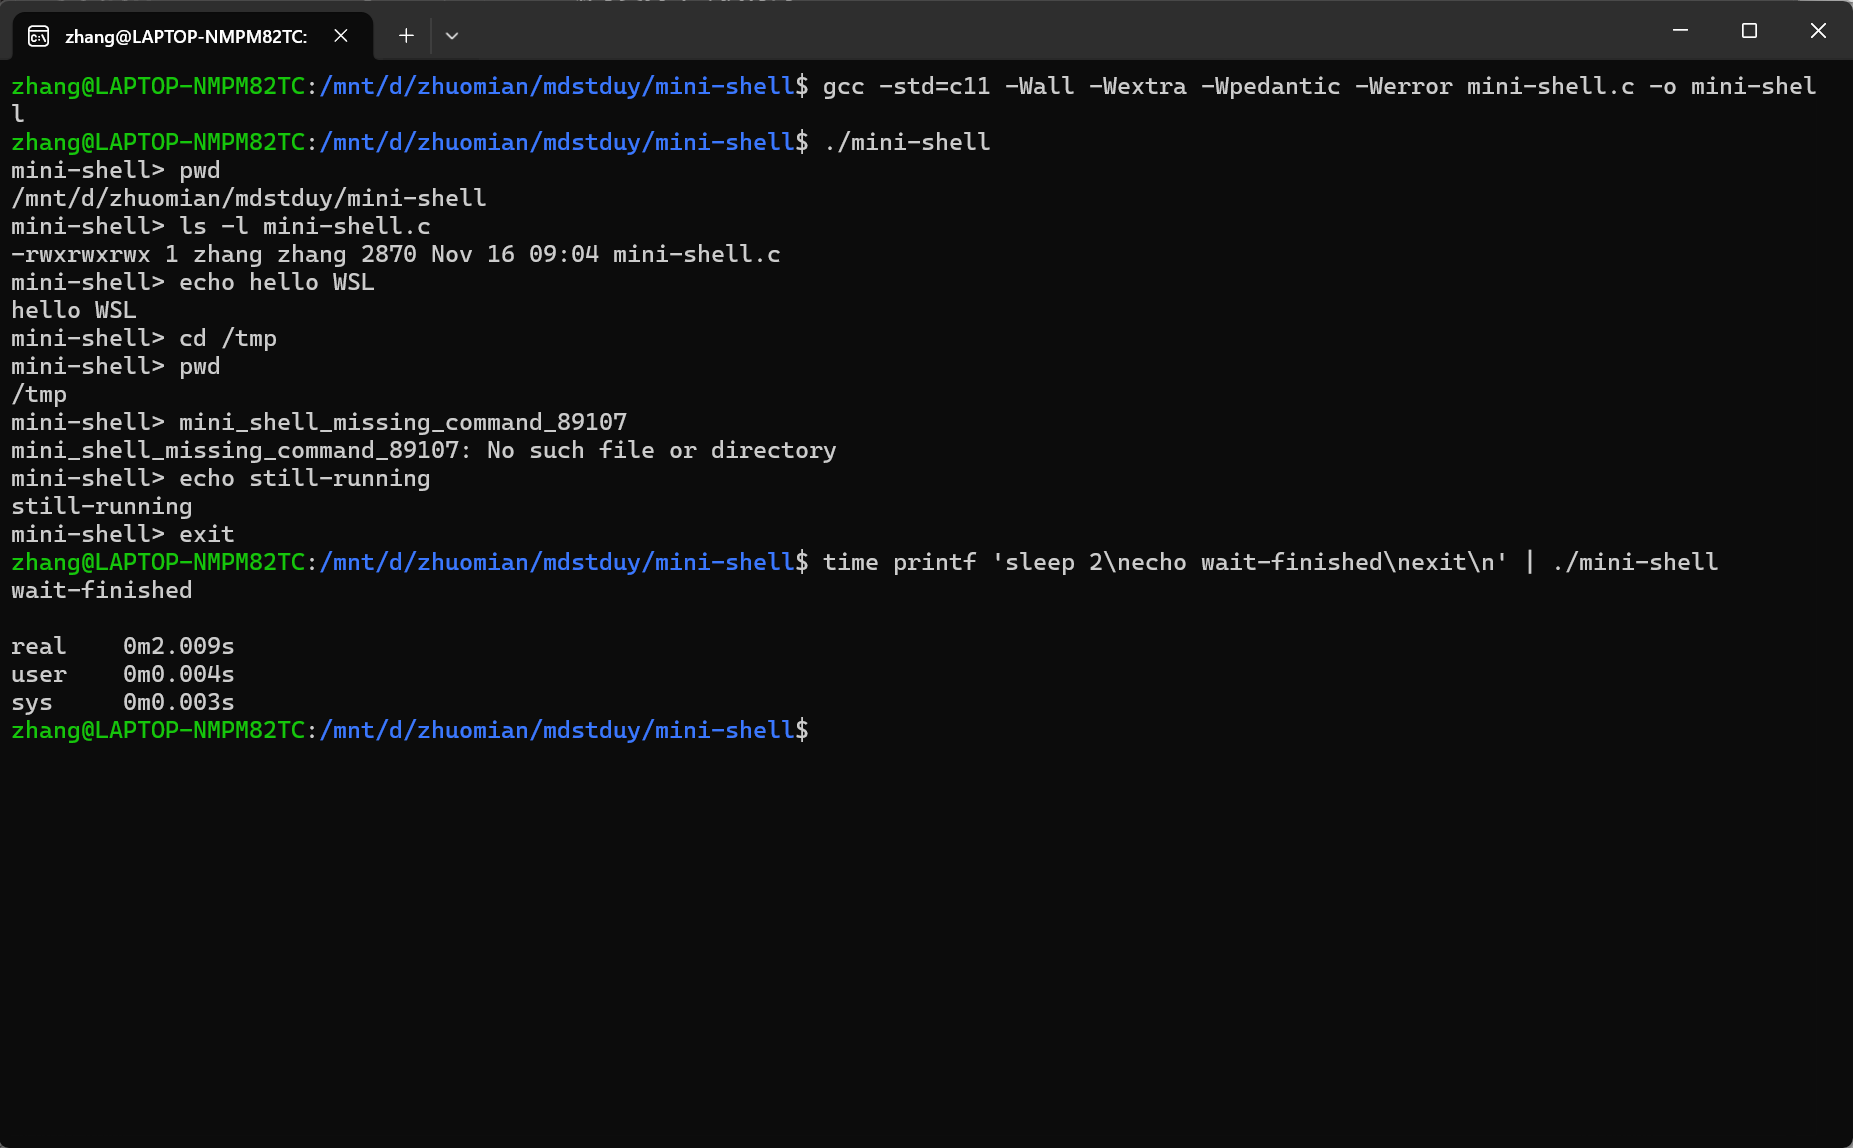 zhang@LAPTOP-NMPM82TC:
zhang@LAPTOP-NMPM82TC:/mnt/d/zhuomian/mdstduy/mini-shell$ gcc -std=c11 -Wall -Wextra -Wpedantic -Werror mini-shell.c -o mini-shel
l
zhang@LAPTOP-NMPM82TC:/mnt/d/zhuomian/mdstduy/mini-shell$ ./mini-shell
mini-shell> pwd
/mnt/d/zhuomian/mdstduy/mini-shell
mini-shell> ls -l mini-shell.c
-rwxrwxrwx 1 zhang zhang 2870 Nov 16 09:04 mini-shell.c
mini-shell> echo hello WSL
hello WSL
mini-shell> cd /tmp
mini-shell> pwd
/tmp
mini-shell> mini_shell_missing_command_89107
mini_shell_missing_command_89107: No such file or directory
mini-shell> echo still-running
still-running
mini-shell> exit
zhang@LAPTOP-NMPM82TC:/mnt/d/zhuomian/mdstduy/mini-shell$ time printf 'sleep 2\necho wait-finished\nexit\n' | ./mini-shell
wait-finished

real    0m2.009s
user    0m0.004s
sys     0m0.003s
zhang@LAPTOP-NMPM82TC:/mnt/d/zhuomian/mdstduy/mini-shell$